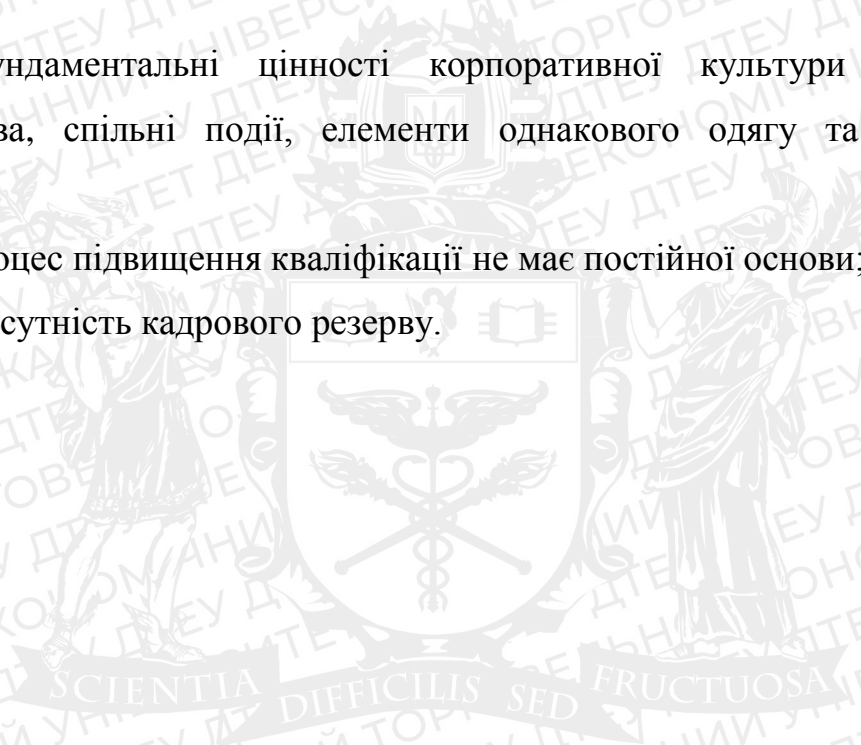 ундаментальні цінності корпоративної культури
ва, спільні події, елементи однакового одягу та
оцес підвищення кваліфікації не має постійної основи;
сутність кадрового резерву.
SCIENTIA DIFFICILIS SED FRUCTUOSA